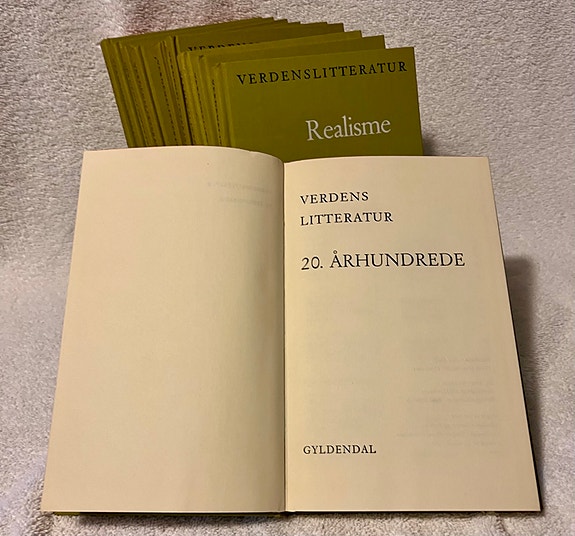 VERDENSLITTERATUR
Realisme
VERDENS
LITTERATUR
20. ÅRHUNDREDE
GYLDENDAL